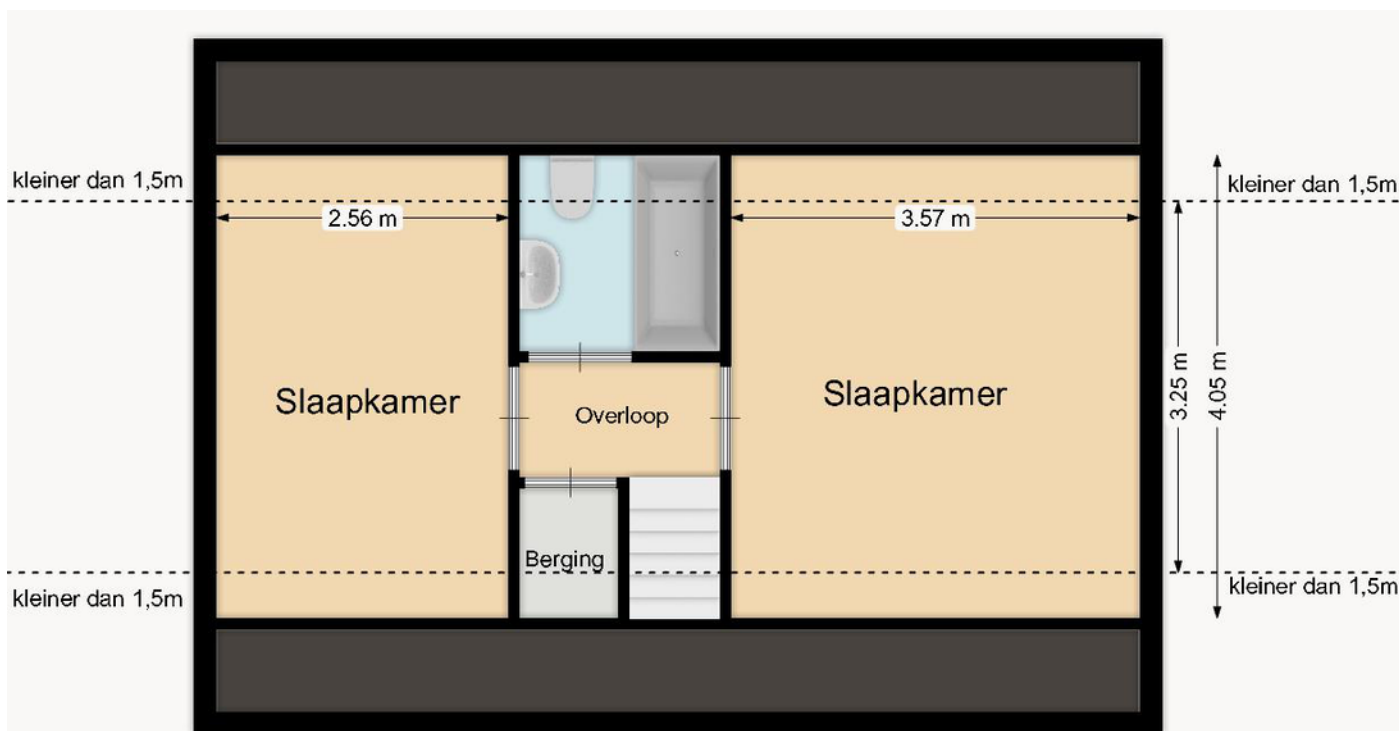 kleiner dan 1,5m
kleiner dan 1,5m
2.56 m
3.57 m
Slaapkamer
Slaapkamer
Overloop
3.25 m
4.05 m
Berging
kleiner dan 1,5m
kleiner dan 1,5m